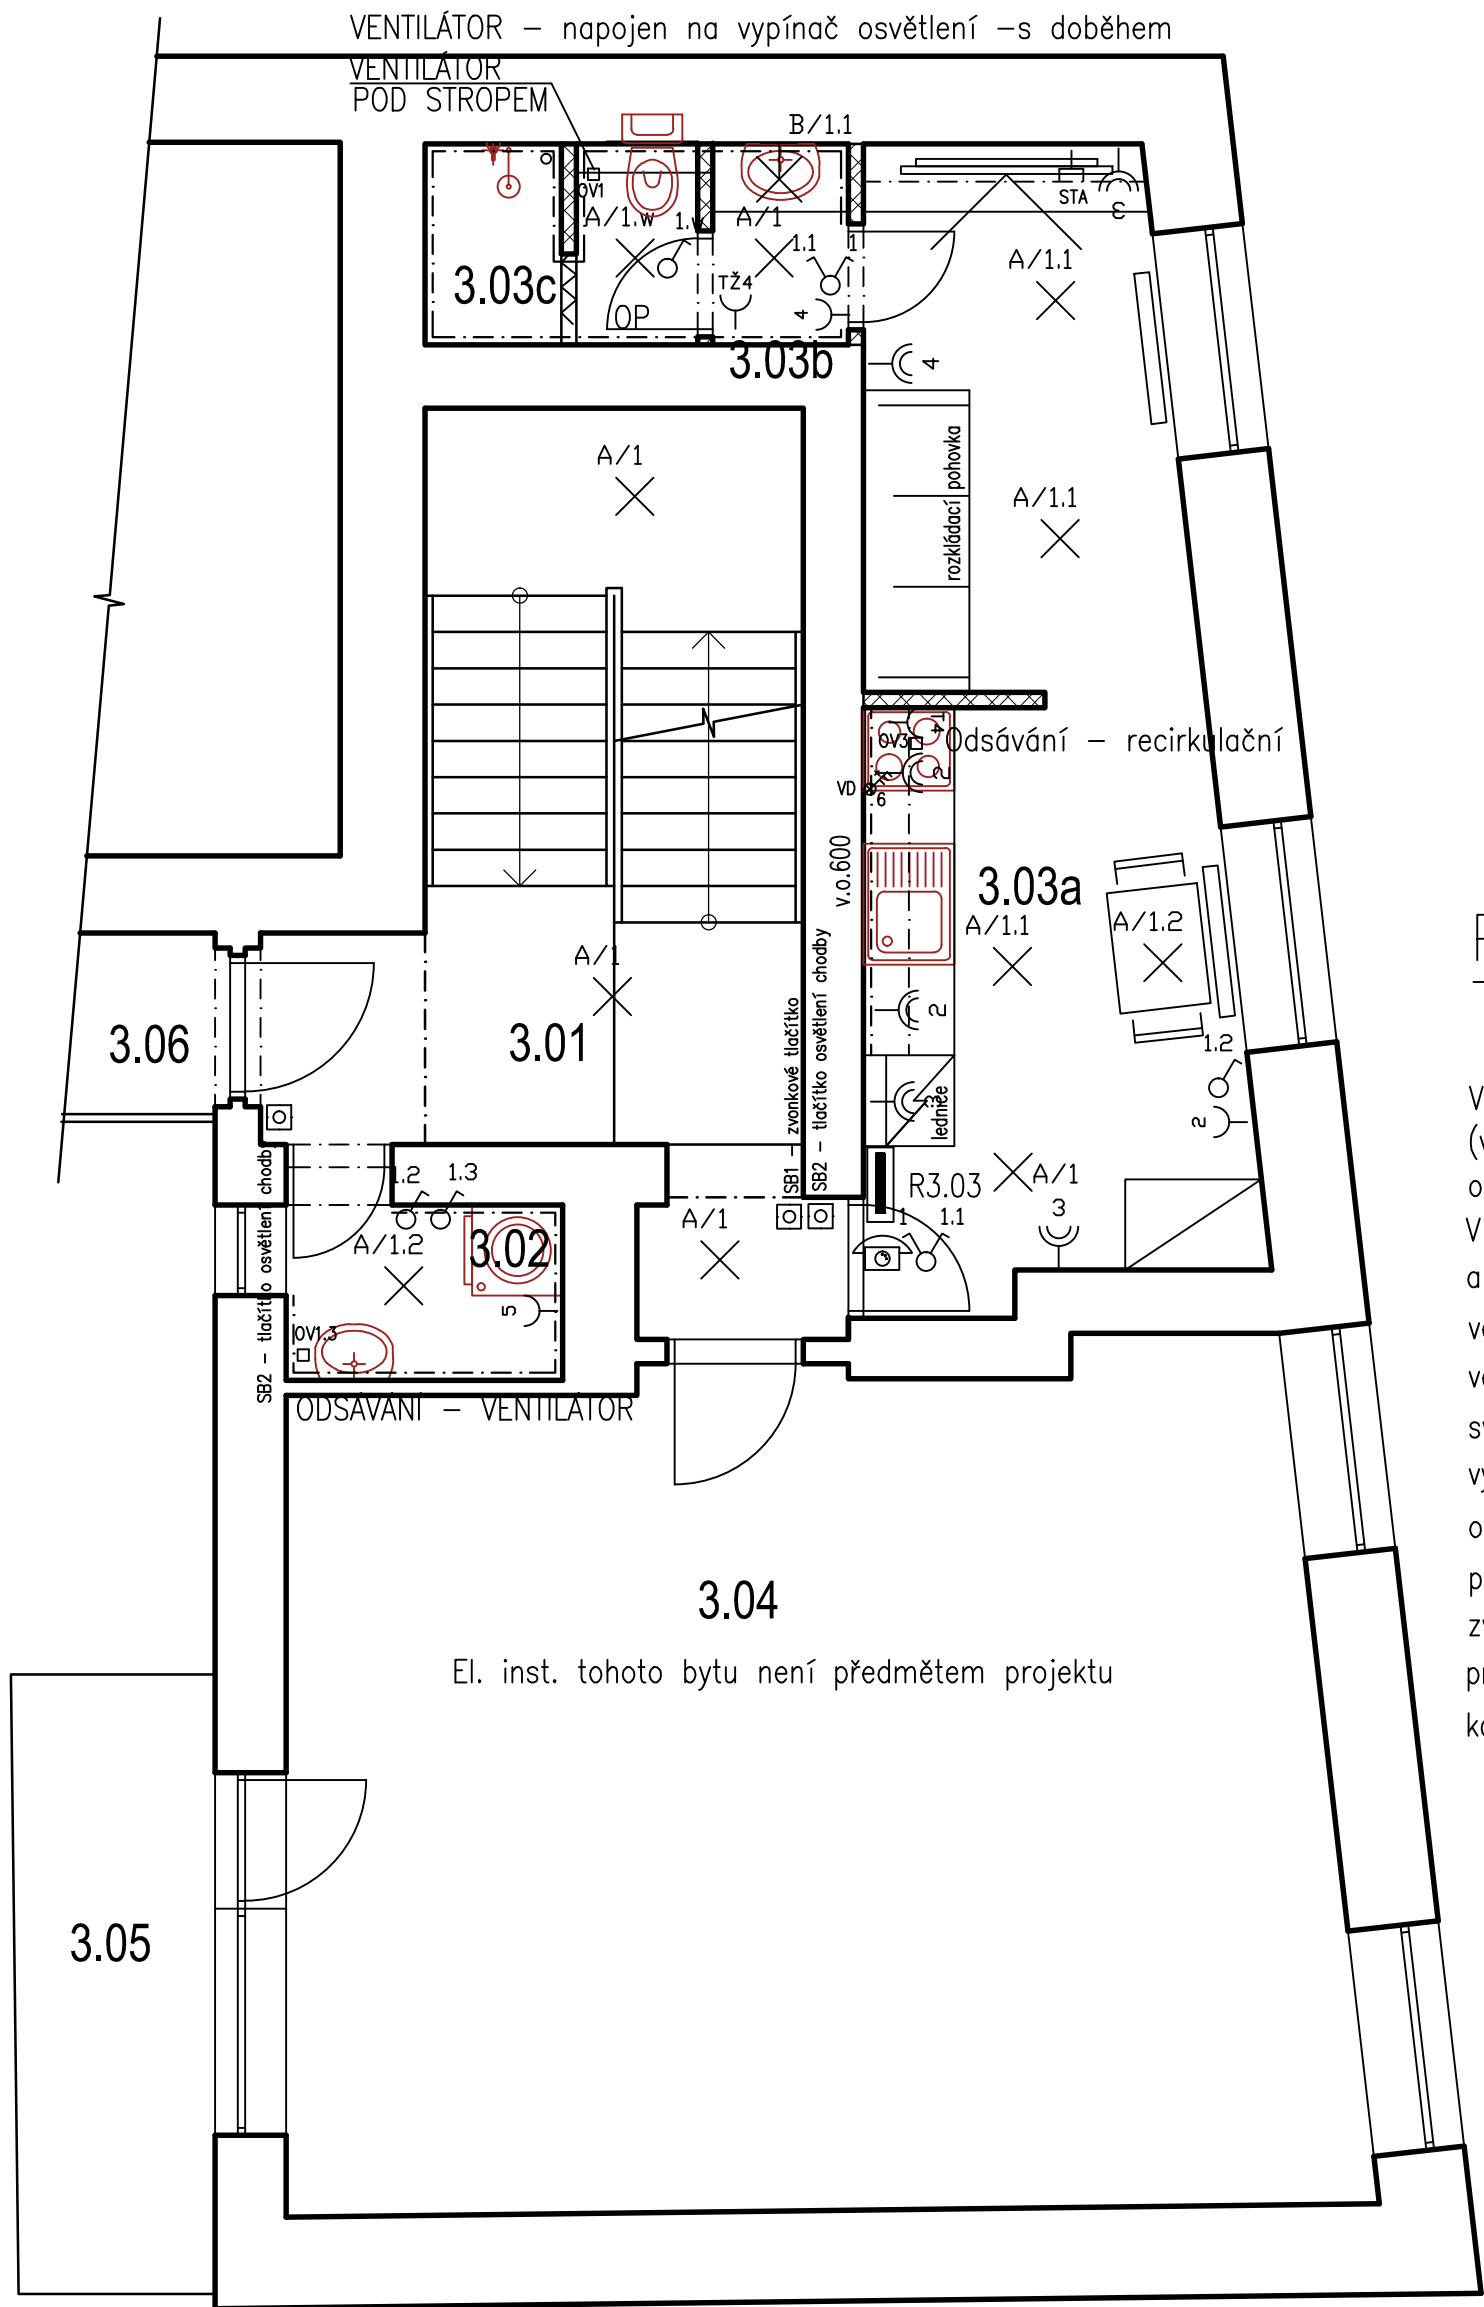 VENTILÁTOR – napojen na vypínač osvětlení –s doběhem
VENTILÁTOR
POD STROPEM
B/1.1
OV1
STA
3
A/1.W
1.W
A/1
1.1
1
A/1.1
3.03c
TŽ4
4
OP
3.03b
4
A/1
rozkládací pohovka
A/1.1
14
OV3
Odsávání – recirkulační
2
VD
6
v.o.600
3.03a
A/1.1
A/1.2
A/1
3.01
3.06
2
1.2
2
SB1 – zvonkové tlačítko
SB2 – tlačítko osvětlení chodby
3
lednice
R3.03
A/1
3
1
1.1
1.2
1.3
A/1.2
3.02
A/1
5
OV1.3
SB2 – tlačítko osvětlení chodby
ODSÁVÁNÍ – VENTILÁTOR
3.04
El. inst. tohoto bytu není předmětem projektu
3.05
V
(v
o
V
a
v
s
v
o
p
z
p
k